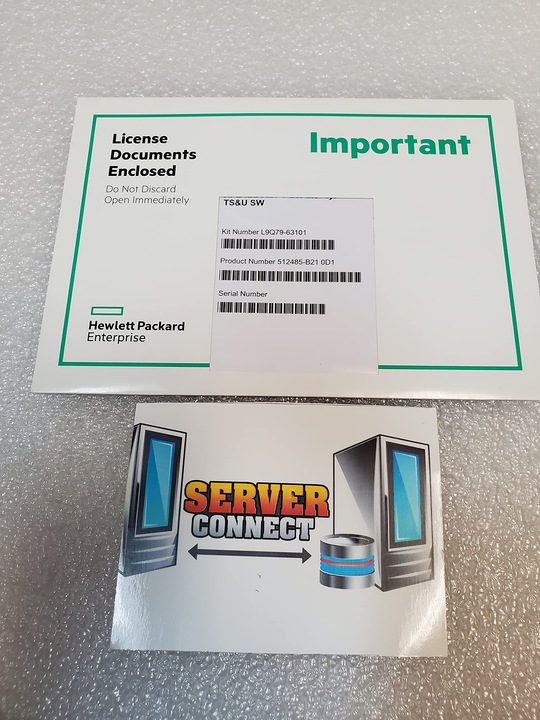 License
Documents
Enclosed
Do Not Discard
Open Immediately
Important
TS&U SW
Kit Number L9Q79-63101
Product Number 512485-B21 0D1
Serial Number
Hewlett Packard
Enterprise
SERVER
CONNECT